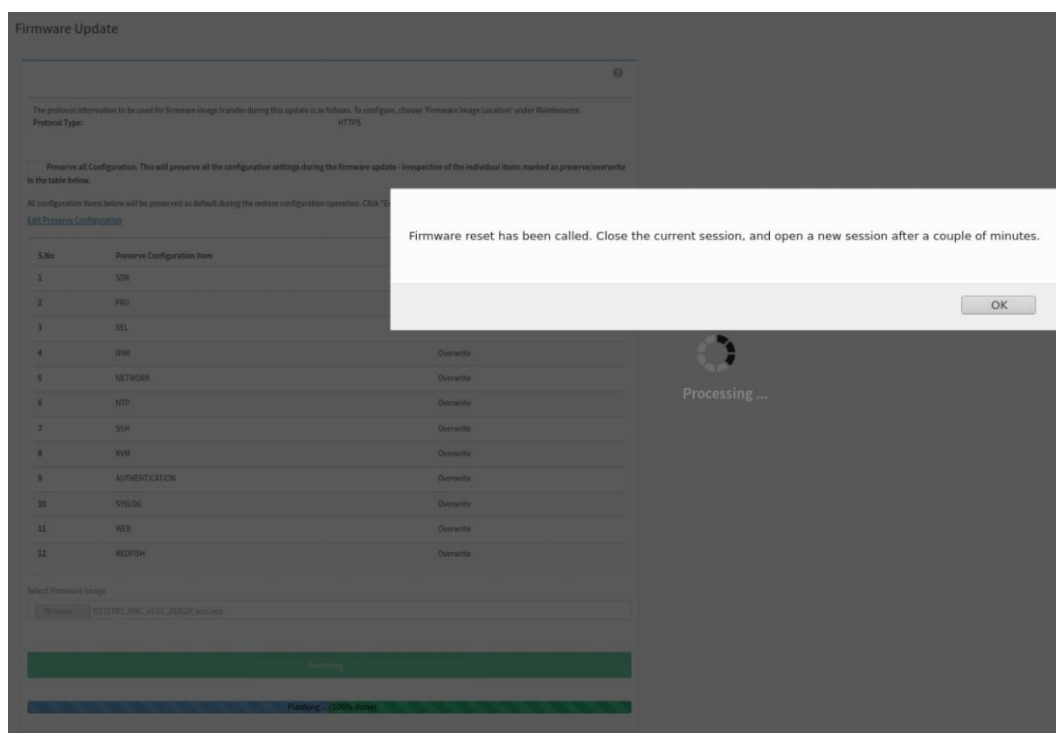 Firmware Update
The protocol information to be used for firmware image transfer during this update is as follows. To configure, choose 'Firmware Image Location' under Maintenance.
Protocol Type: HTTPS
Preserve all Configuration. This will preserve all the configuration settings during the firmware update - irrespective of the individual items marked as preserve/overwrite
in the table below.
All configuration items below will be preserved as default during the restore configuration operation. Click
Edit Preserve Configuration
Firmware reset has been called. Close the current session, and open a new session after a couple of minutes.
OK
S.No Preserve Configuration Item
1 SDR
2 FRU
3 SEL
4 IPMI Overwrite
5 NETWORK Overwrite
6 NTP Overwrite
7 SSH Overwrite
8 KVM Overwrite
9 AUTHENTICATION Overwrite
10 SYSLOG Overwrite
11 WEB Overwrite
12 REDFISH Overwrite
Processing ...
Select Firmware Image
Browse...
Resetting...
Flashing... (100% done)